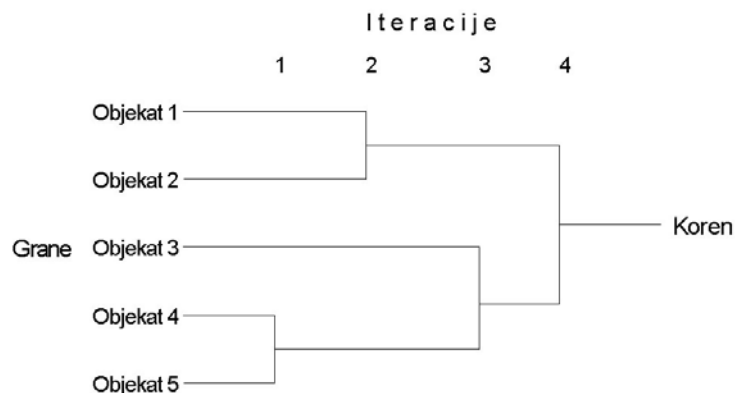 Iteracije
1 2 3 4
Objekat 1
Objekat 2
Koren
Grane Objekat 3
Objekat 4
Objekat 5